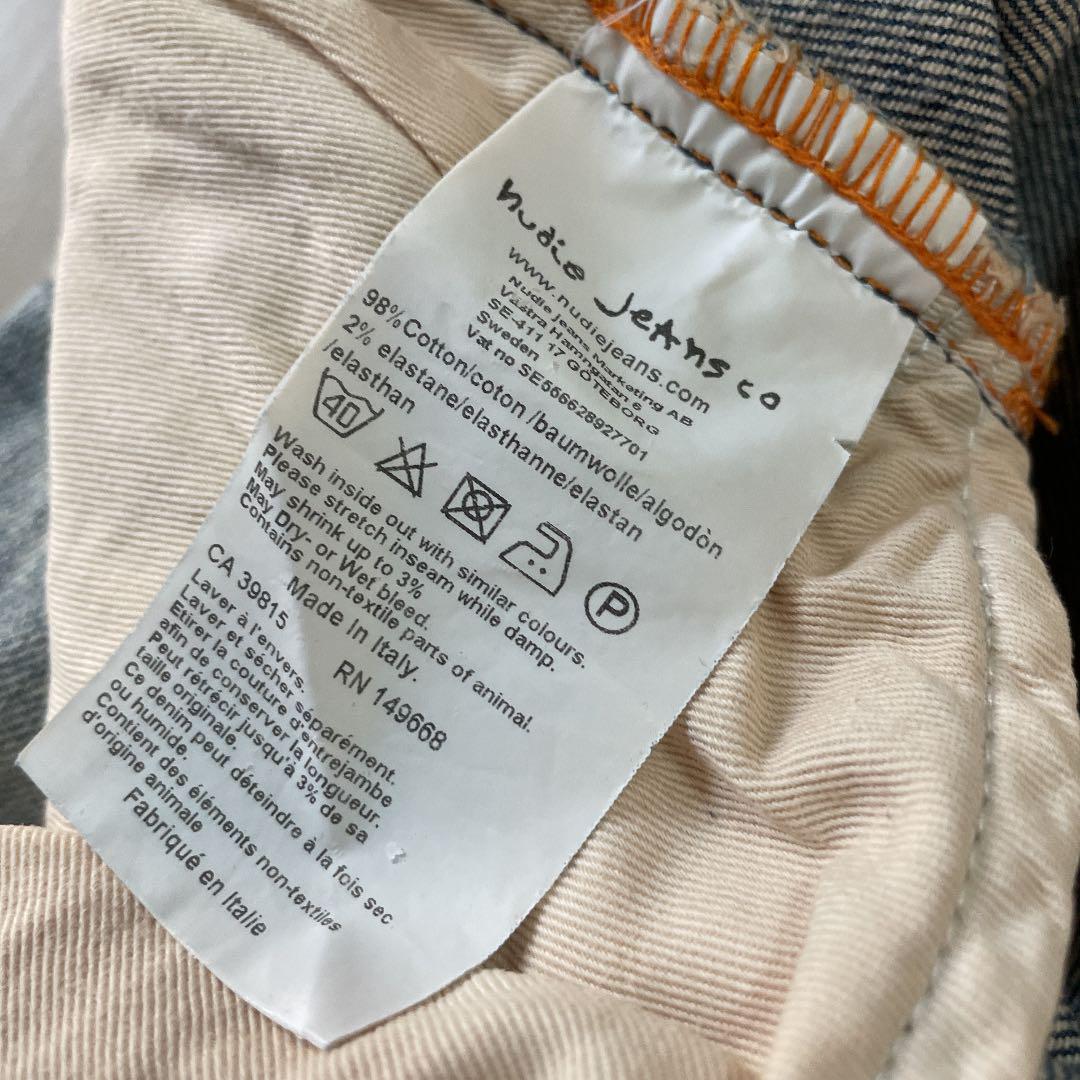 nudie jeans co
www.nudiejeans.com
Nudie Jeans Marketing AB
Västra Hamngatan 6
SE-411 17 GÖTEBORG
Sweden
Vat no SE556628927701
98%Cotton/coton /baumwolle/algodòn
2% elastane/elasthanne/elastan
/elasthan
40
P
Wash inside out with similar colours.
Please stretch inseam while damp.
May shrink up to 3%
May Dry- or Wet bleed.
Contains non-textile parts of animal
Made in Italy.
CA 39815 RN 149668
Laver à l'envers.
Laver et sécher séparément.
Etirer la couture d'entrejambe
afin de conserver la longueur.
Peut rétrécir jusqu'à 3% de sa
taille originale.
Ce denim peut déteindre à la fois sec
ou humide.
Contient des éléments non-textiles
d'origine animale
Fabriqué en Italie